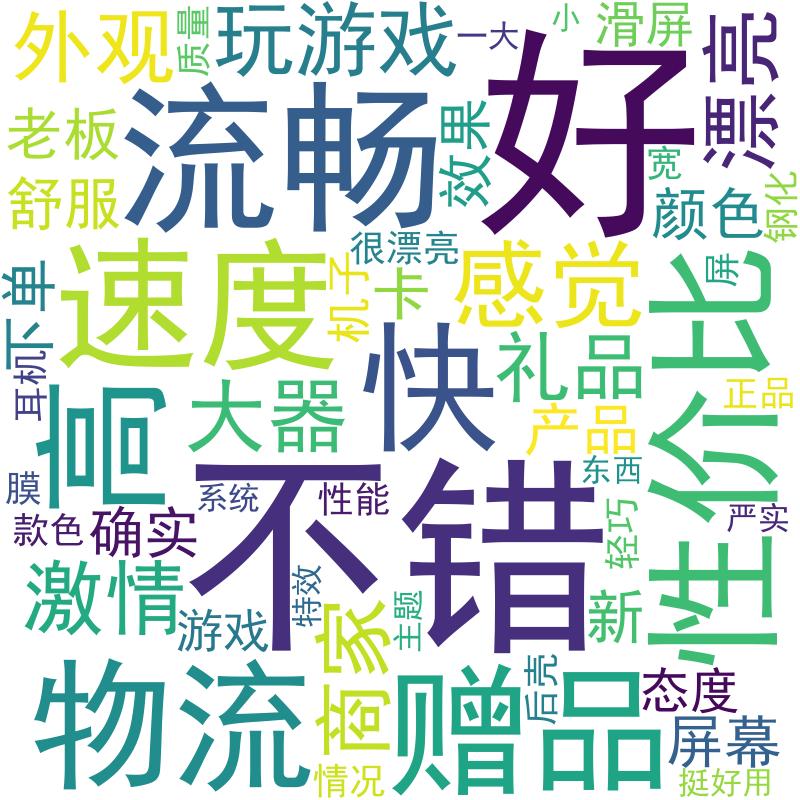 外观
质量
玩游戏
一大
小
滑屏
漂亮
老板
流畅
效果
好
宽
舒服
颜色
钢化
很漂亮
速度
机子
卡
感觉
屏
性价比
下单
耳机
高
大器
快
礼品
产品
正品
膜
款色
确实
系统
性能
不错
东西
轻巧
严实
激情
游戏
特效
商家
主题
新
物流
赠品
后壳
态度
屏幕
情况
挺好用